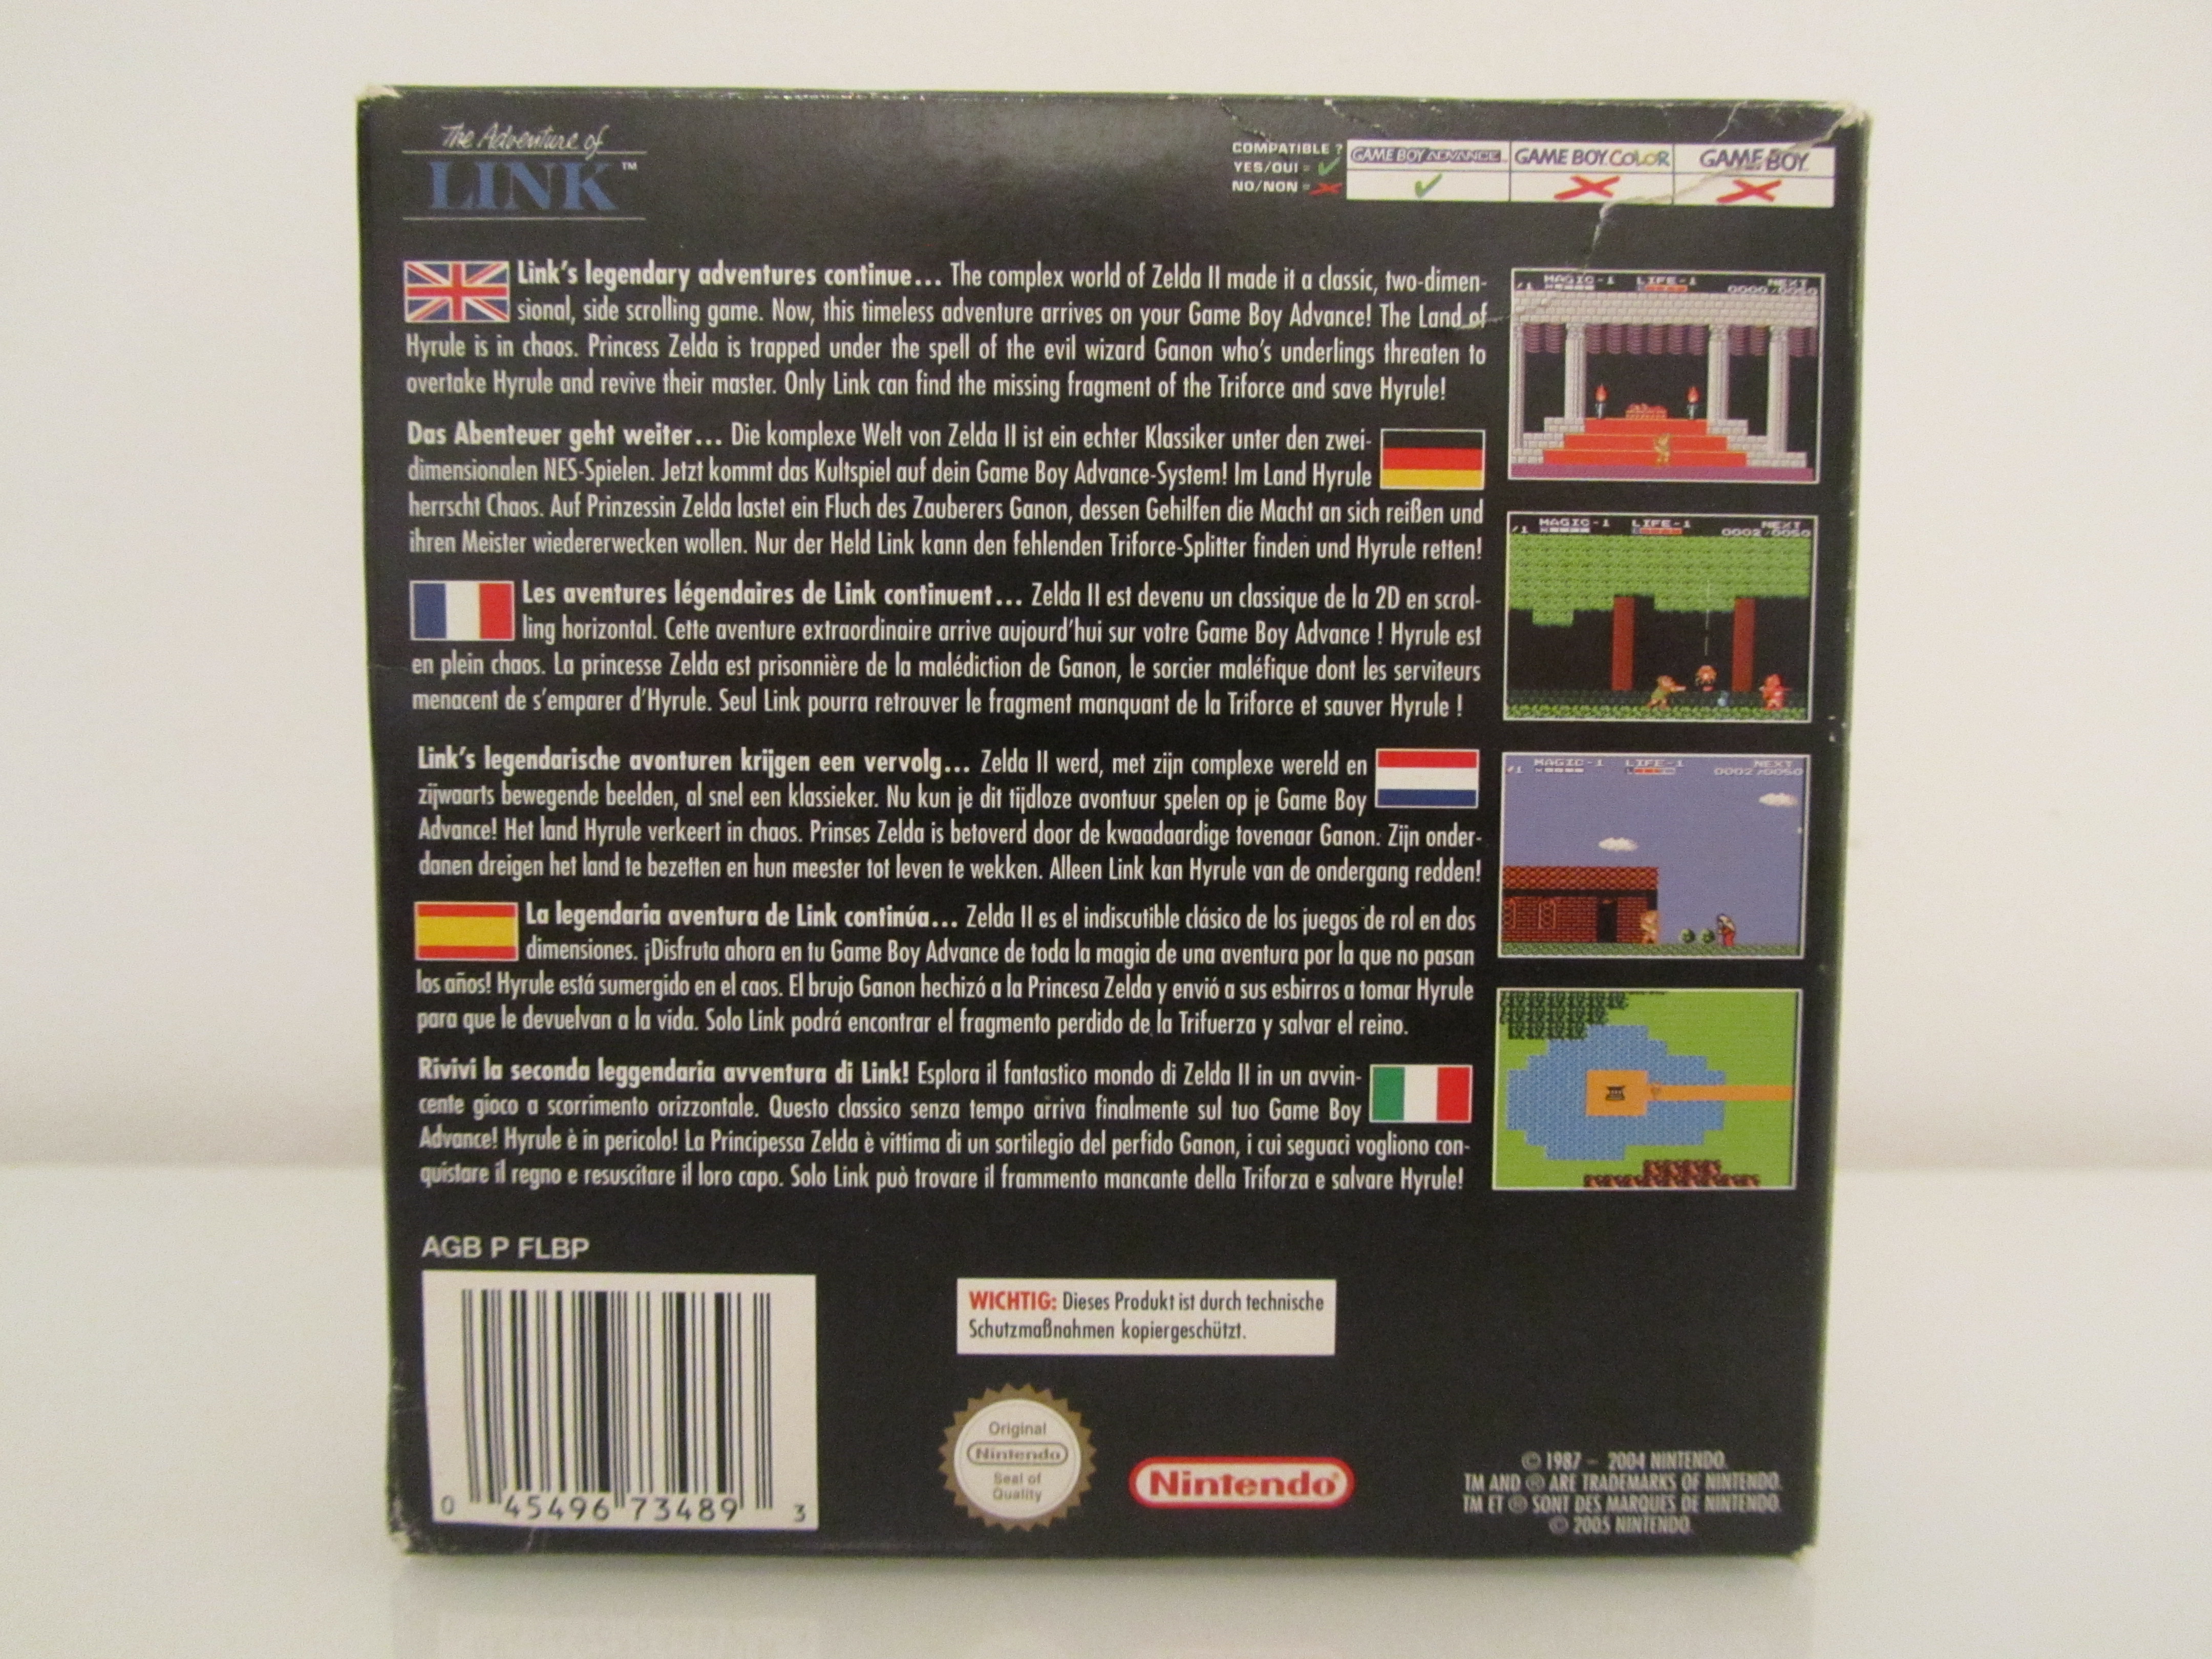 The Adventure of
LINK™
COMPATIBLE ?
YES/OUI =
NO/NON =
GAME BOY ADVANCE
GAME BOY COLOR
GAME BOY
Link's legendary adventures continue... The complex world of Zelda II made it a classic, two-dimen-
sional, side scrolling game. Now, this timeless adventure arrives on your Game Boy Advance! The Land of
Hyrule is in chaos. Princess Zelda is trapped under the spell of the evil wizard Ganon who's underlings threaten to
overtake Hyrule and revive their master. Only Link can find the missing fragment of the Triforce and save Hyrule!
Das Abenteuer geht weiter... Die komplexe Welt von Zelda II ist ein echter Klassiker unter den zwei-
dimensionalen NES-Spielen. Jetzt kommt das Kultspiel auf dein Game Boy Advance-System! Im Land Hyrule
herrscht Chaos. Auf Prinzessin Zelda lastet ein Fluch des Zauberers Ganon, dessen Gehilfen die Macht an sich reißen und
ihren Meister wiedererwecken wollen. Nur der Held Link kann den fehlenden Triforce-Splitter finden und Hyrule retten!
Les aventures légendaires de Link continuent... Zelda II est devenu un classique de la 2D en scrol-
ling horizontal. Cette aventure extraordinaire arrive aujourd'hui sur votre Game Boy Advance ! Hyrule est
en plein chaos. La princesse Zelda est prisonnière de la malédiction de Ganon, le sorcier maléfique dont les serviteurs
menacent de s'emparer d'Hyrule. Seul Link pourra retrouver le fragment manquant de la Triforce et sauver Hyrule !
Link's legendarische avonturen krijgen een vervolg... Zelda II werd, met zijn complexe wereld en
zijwaarts bewegende beelden, al snel een klassieker. Nu kun je dit tijdloze avontuur spelen op je Game Boy
Advance! Het land Hyrule verkeert in chaos. Prinses Zelda is betoverd door de kwaadaardige tovenaar Ganon. Zijn onder-
danen dreigen het land te bezetten en hun meester tot leven te wekken. Alleen Link kan Hyrule van de ondergang redden!
La legendaria aventura de Link continúa... Zelda II es el indiscutible clásico de los juegos de rol en dos
dimensiones. ¡Disfruta ahora en tu Game Boy Advance de toda la magia de una aventura por la que no pasan
los años! Hyrule está sumergido en el caos. El brujo Ganon hechizó a la Princesa Zelda y envió a sus esbirros a tomar Hyrule
para que le devuelvan a la vida. Solo Link podrá encontrar el fragmento perdido de la Trifuerza y salvar el reino.
Rivivi la seconda leggendaria avventura di Link! Esplora il fantastico mondo di Zelda II in un avvin-
cente gioco a scorrimento orizzontale. Questo classico senza tempo arriva finalmente sul tuo Game Boy
Advance! Hyrule è in pericolo! La Principessa Zelda è vittima di un sortilegio del perfido Ganon, i cui seguaci vogliono con-
quistare il regno e resuscitare il loro capo. Solo Link può trovare il frammento mancante della Triforza e salvare Hyrule!
MAGIC-1 LIFE-1 NEXT
/1 0000/0050
MAGIC-1 LIFE-1 NEXT
/1 0002/0050
MAGIC-1 LIFE-1 NEXT
/1 0002/0050
AGB P FLBP
0 45496 73489 3
WICHTIG: Dieses Produkt ist durch technische
Schutzmaßnahmen kopiergeschützt.
Original
Nintendo
Seal of
Quality
Nintendo®
© 1987 – 2004 NINTENDO.
TM AND ® ARE TRADEMARKS OF NINTENDO.
TM ET ® SONT DES MARQUES DE NINTENDO.
© 2005 NINTENDO.